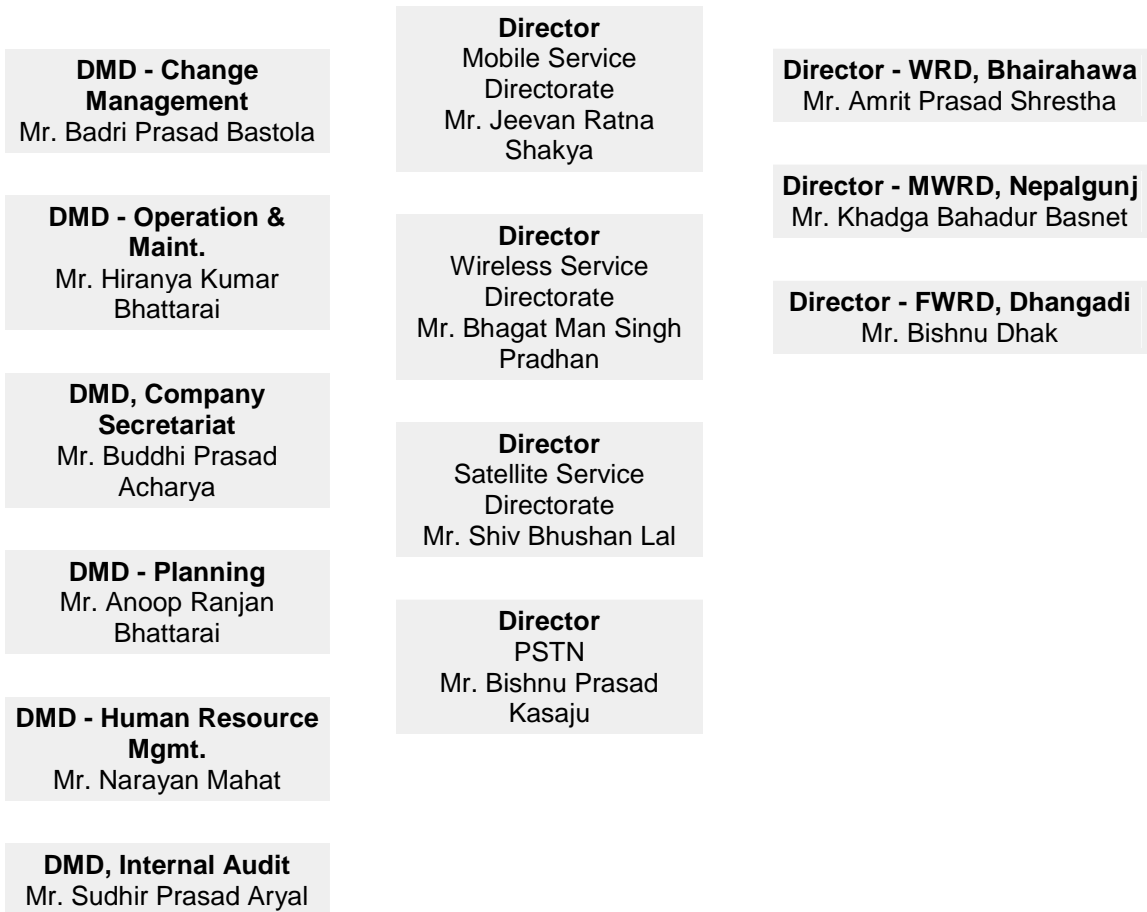 DMD - Change
Management
Mr. Badri Prasad Bastola
DMD - Operation &
Maint.
Mr. Hiranya Kumar
Bhattarai
DMD, Company
Secretariat
Mr. Buddhi Prasad
Acharya
DMD - Planning
Mr. Anoop Ranjan
Bhattarai
DMD - Human Resource
Mgmt.
Mr. Narayan Mahat
DMD, Internal Audit
Mr. Sudhir Prasad Aryal
Director
Mobile Service
Directorate
Mr. Jeevan Ratna
Shakya
Director
Wireless Service
Directorate
Mr. Bhagat Man Singh
Pradhan
Director
Satellite Service
Directorate
Mr. Shiv Bhushan Lal
Director
PSTN
Mr. Bishnu Prasad
Kasaju
Director - WRD, Bhairahawa
Mr. Amrit Prasad Shrestha
Director - MWRD, Nepalgunj
Mr. Khadga Bahadur Basnet
Director - FWRD, Dhangadi
Mr. Bishnu Dhak